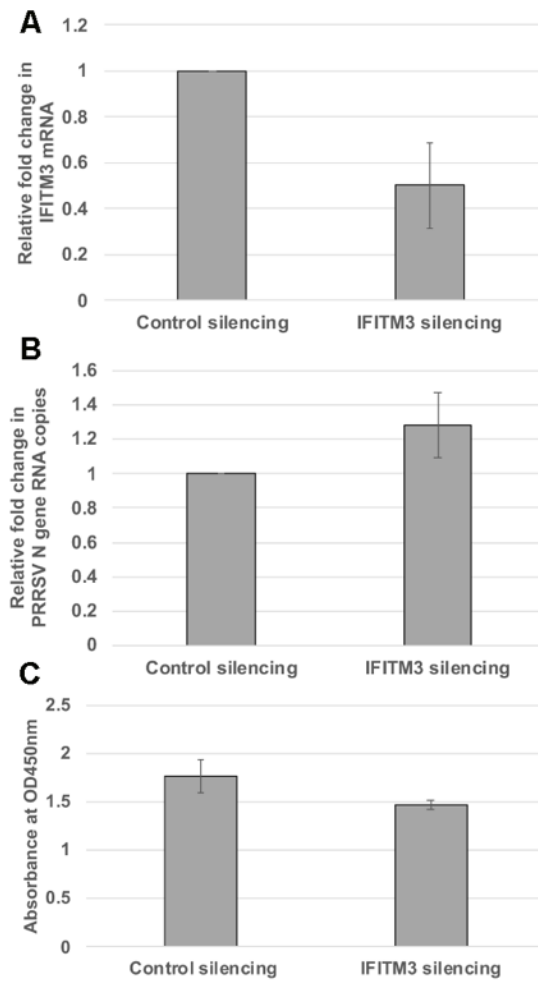 A
Relative fold change in
IFITM3 mRNA
1.2
1
0.8
0.6
0.4
0.2
0
Control silencing IFITM3 silencing
B
Relative fold change in
PRRSV N gene RNA copies
1.6
1.4
1.2
1
0.8
0.6
0.4
0.2
0
Control silencing IFITM3 silencing
C
Absorbance at OD450nm
2.5
2
1.5
1
0.5
0
Control silencing IFITM3 silencing